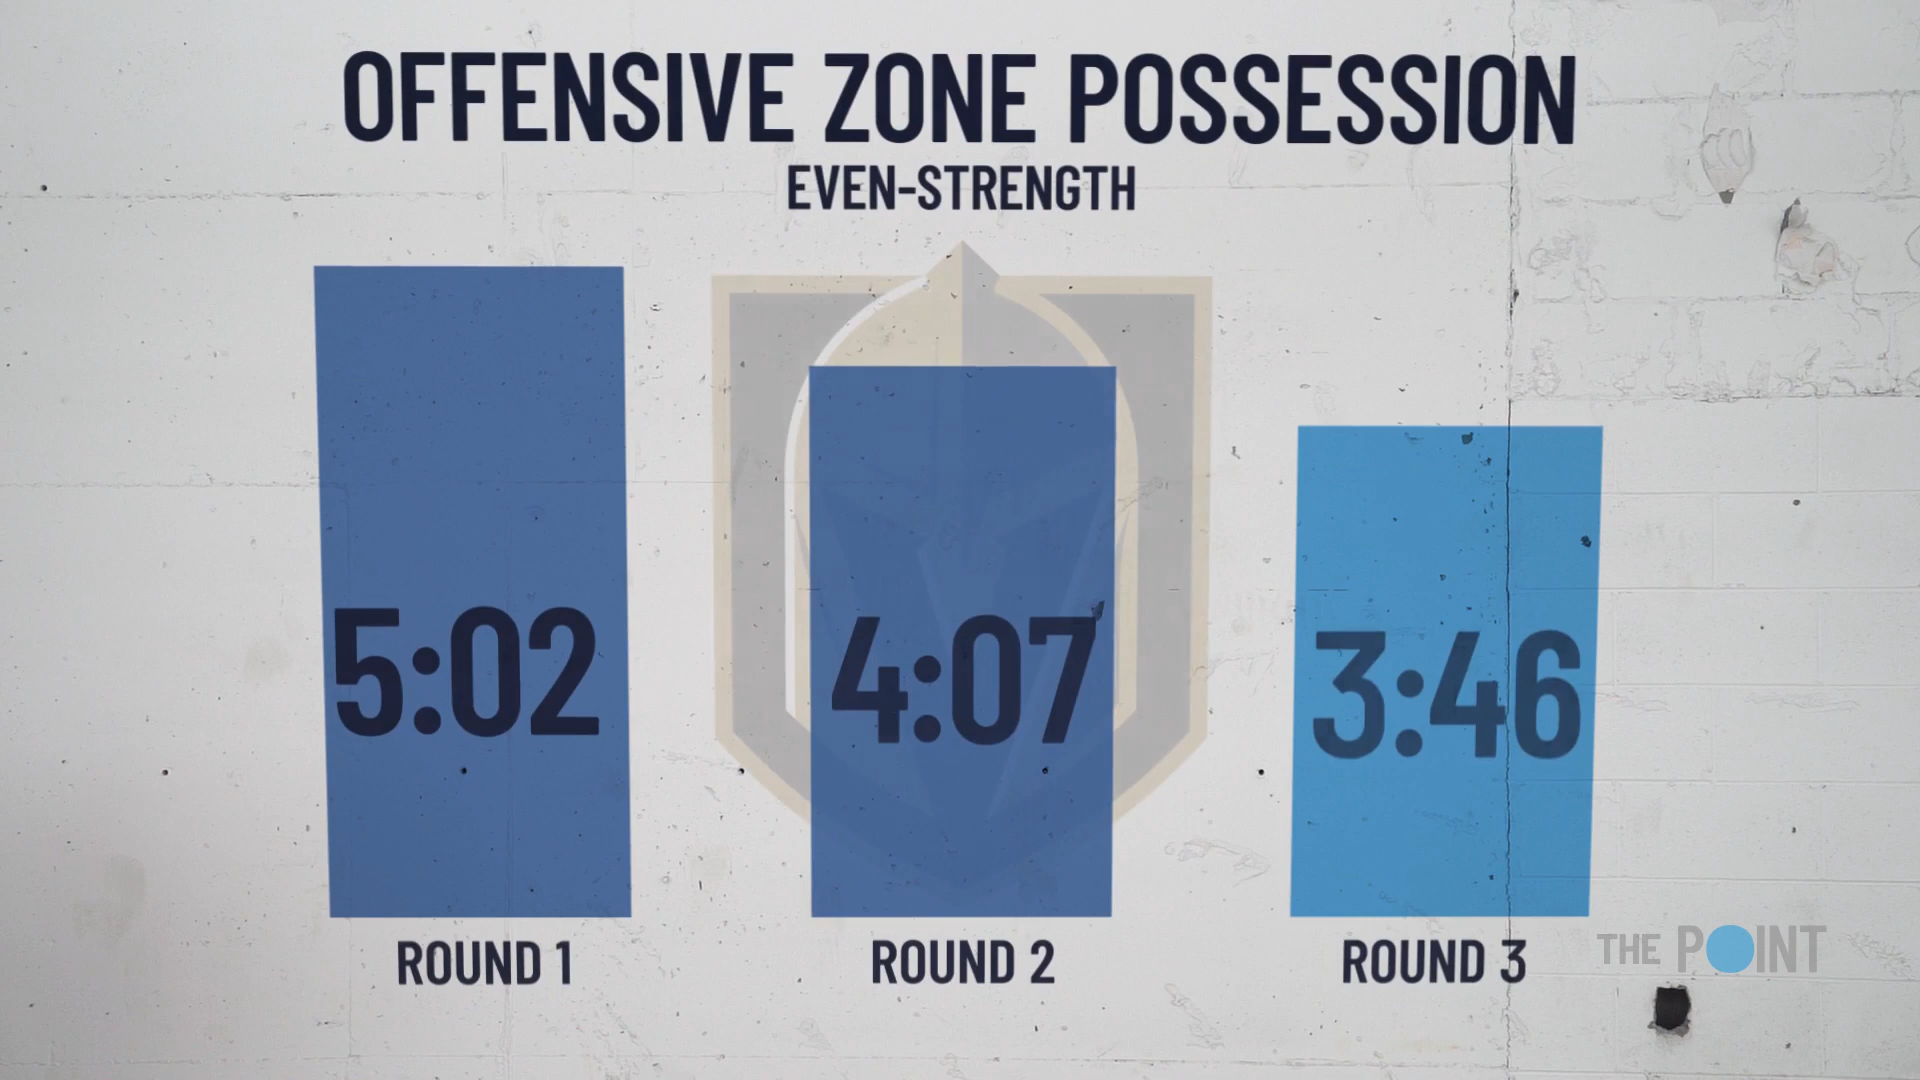 OFFENSIVE ZONE POSSESSION
EVEN-STRENGTH
5:02
4:07
3:46
ROUND 1
ROUND 2
ROUND 3
THE POINT